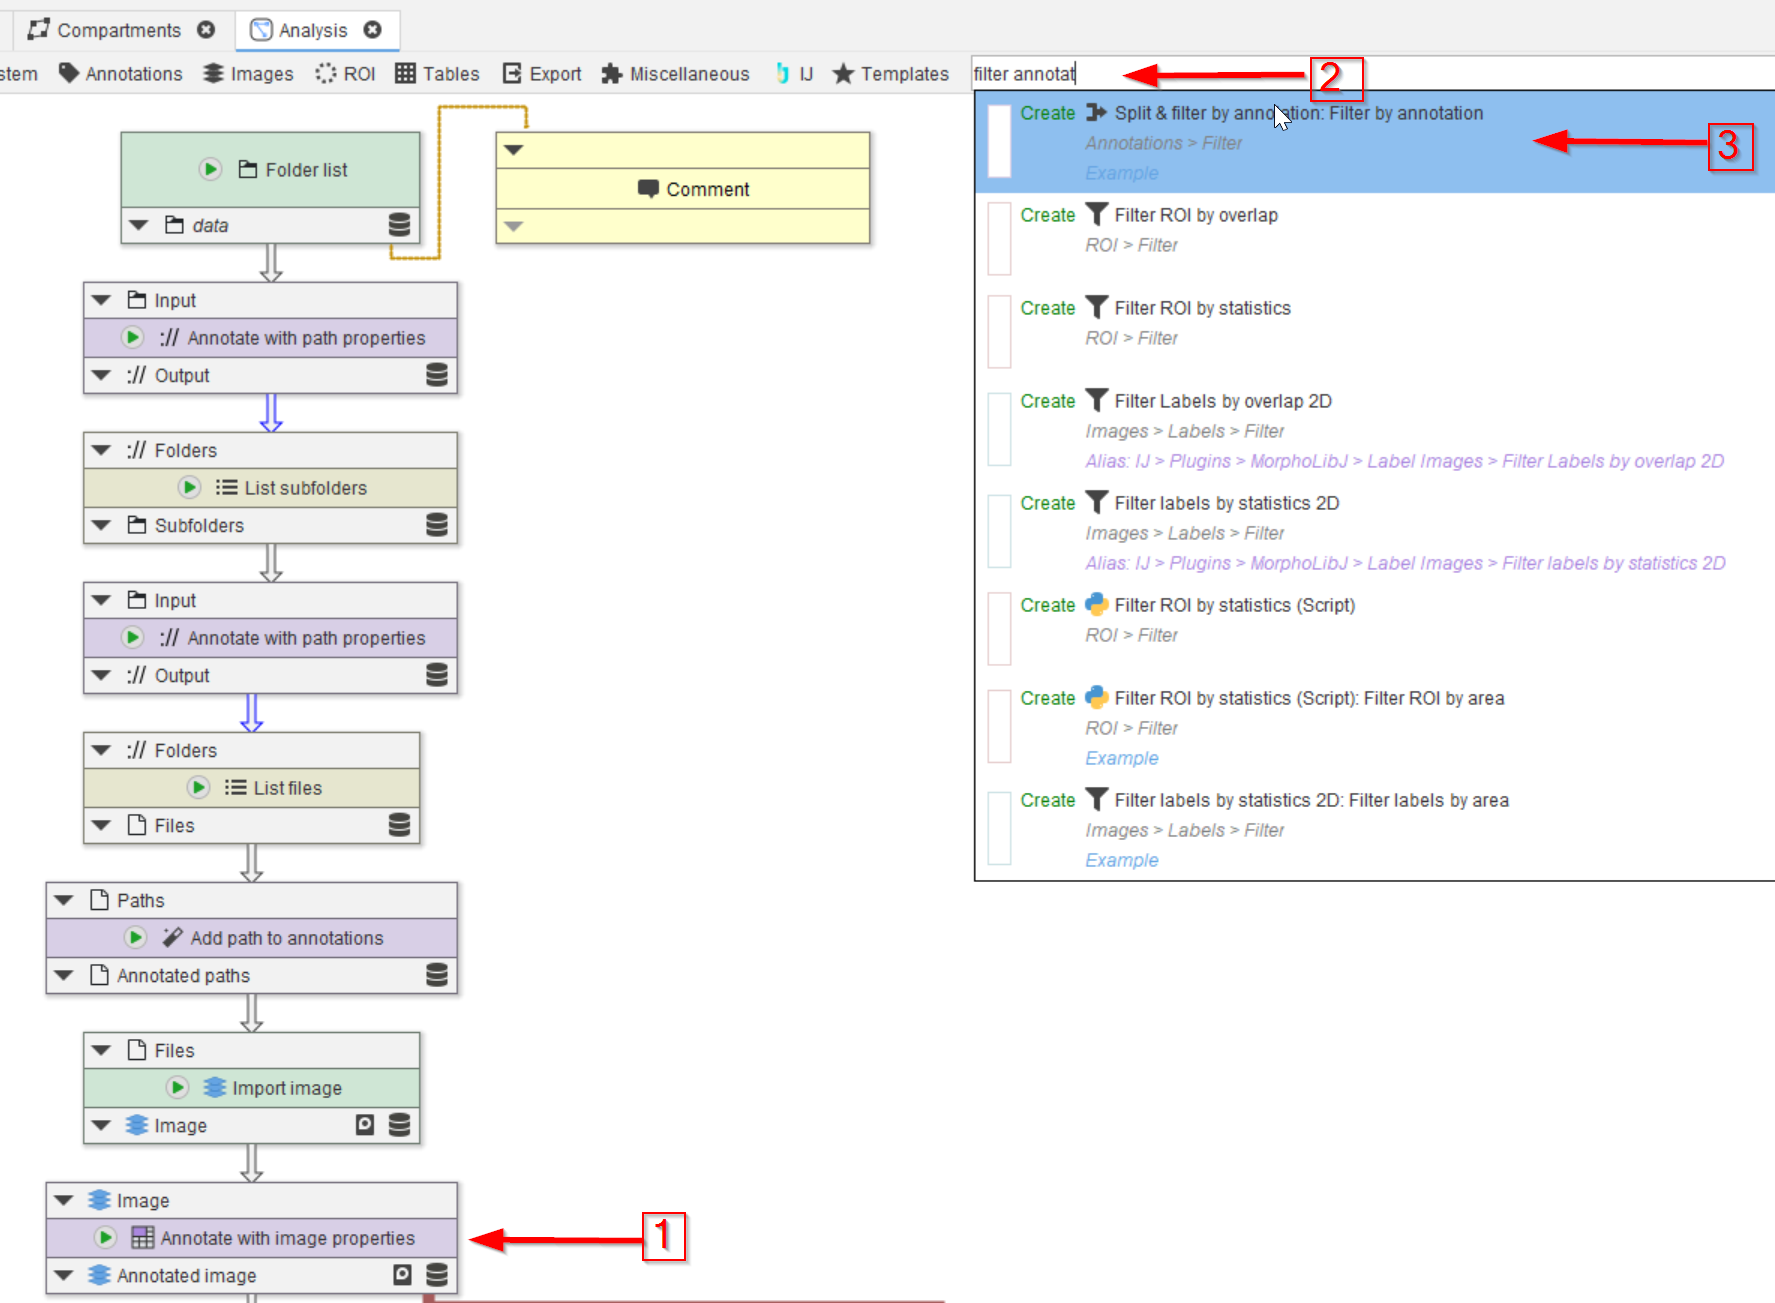 Compartments
Analysis
stem Annotations Images ROI Tables Export Miscellaneous IJ Templates
filter annotat
2
Create Split & filter by annotation: Filter by annotation
Annotations > Filter
Example
3
Create Filter ROI by overlap
ROI > Filter
Create Filter ROI by statistics
ROI > Filter
Create Filter Labels by overlap 2D
Images > Labels > Filter
Alias: IJ > Plugins > MorphoLibJ > Label Images > Filter Labels by overlap 2D
Create Filter labels by statistics 2D
Images > Labels > Filter
Alias: IJ > Plugins > MorphoLibJ > Label Images > Filter labels by statistics 2D
Create Filter ROI by statistics (Script)
ROI > Filter
Create Filter ROI by statistics (Script): Filter ROI by area
ROI > Filter
Example
Create Filter labels by statistics 2D: Filter labels by area
Images > Labels > Filter
Example
Folder list
data
Comment
Input
:// Annotate with path properties
:// Output
:// Folders
List subfolders
Subfolders
Input
:// Annotate with path properties
:// Output
:// Folders
List files
Files
Paths
Add path to annotations
Annotated paths
Files
Import image
Image
Image
Annotate with image properties
1
Annotated image